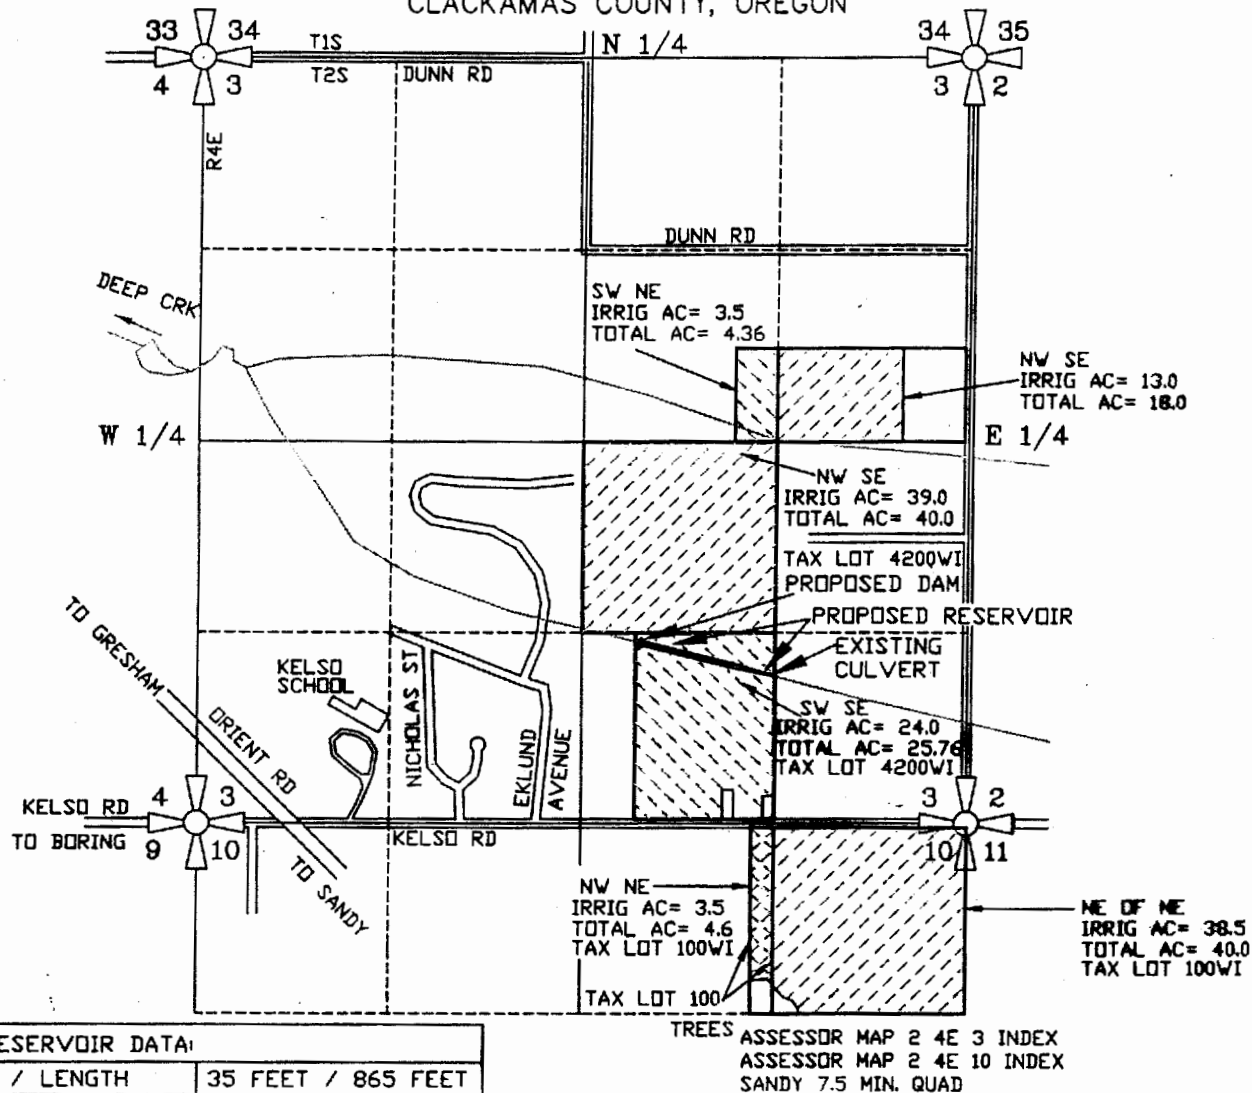 CLACKAMAS COUNTY, OREGON
33 34
4 3
T1S
T2S
DUNN RD
N 1/4
34 35
3 2
R4E
DUNN RD
DEEP CRK
SW NE
IRRIG AC= 3.5
TOTAL AC= 4.36
NW SE
IRRIG AC= 13.0
TOTAL AC= 18.0
W 1/4
E 1/4
NW SE
IRRIG AC= 39.0
TOTAL AC= 40.0
TAX LOT 4200WI
PROPOSED DAM
PROPOSED RESERVOIR
EXISTING
CULVERT
TO GRESHAM
ORIENT RD
TO SANDY
KELSO
SCHOOL
NICHOLAS ST
EKLUND
AVENUE
SW SE
IRRIG AC= 24.0
TOTAL AC= 25.76
TAX LOT 4200WI
KELSO RD
TO BORING
4 3
9 10
KELSO RD
3 2
10 11
NW NE
IRRIG AC= 3.5
TOTAL AC= 4.6
TAX LOT 100WI
TAX LOT 100
NE OF NE
IRRIG AC= 38.5
TOTAL AC= 40.0
TAX LOT 100WI
TREES
ASSESSOR MAP 2 4E 3 INDEX
ASSESSOR MAP 2 4E 10 INDEX
SANDY 7.5 MIN. QUAD
ESERVOIR DATA:
/ LENGTH 35 FEET / 865 FEET